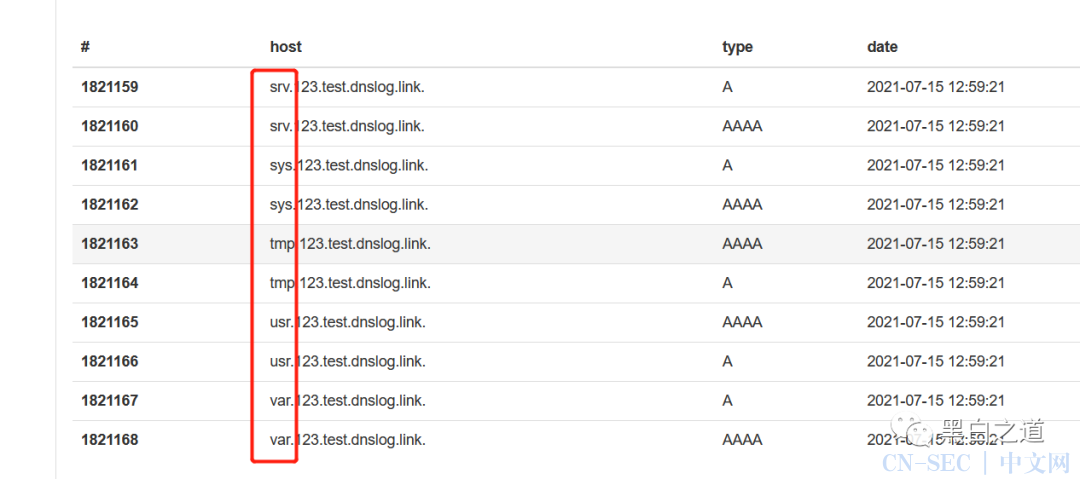 # host type date
1821159 srv.123.test.dnslog.link. A 2021-07-15 12:59:21
1821160 srv.123.test.dnslog.link. AAAA 2021-07-15 12:59:21
1821161 sys.123.test.dnslog.link. A 2021-07-15 12:59:21
1821162 sys.123.test.dnslog.link. AAAA 2021-07-15 12:59:21
1821163 tmp.123.test.dnslog.link. AAAA 2021-07-15 12:59:21
1821164 tmp.123.test.dnslog.link. A 2021-07-15 12:59:21
1821165 usr.123.test.dnslog.link. AAAA 2021-07-15 12:59:21
1821166 usr.123.test.dnslog.link. A 2021-07-15 12:59:21
1821167 var.123.test.dnslog.link. A 2021-07-15 12:59:21
1821168 var.123.test.dnslog.link. AAAA 2021-07-15 12:59:21
黑白之道
CN-SEC | 中文网